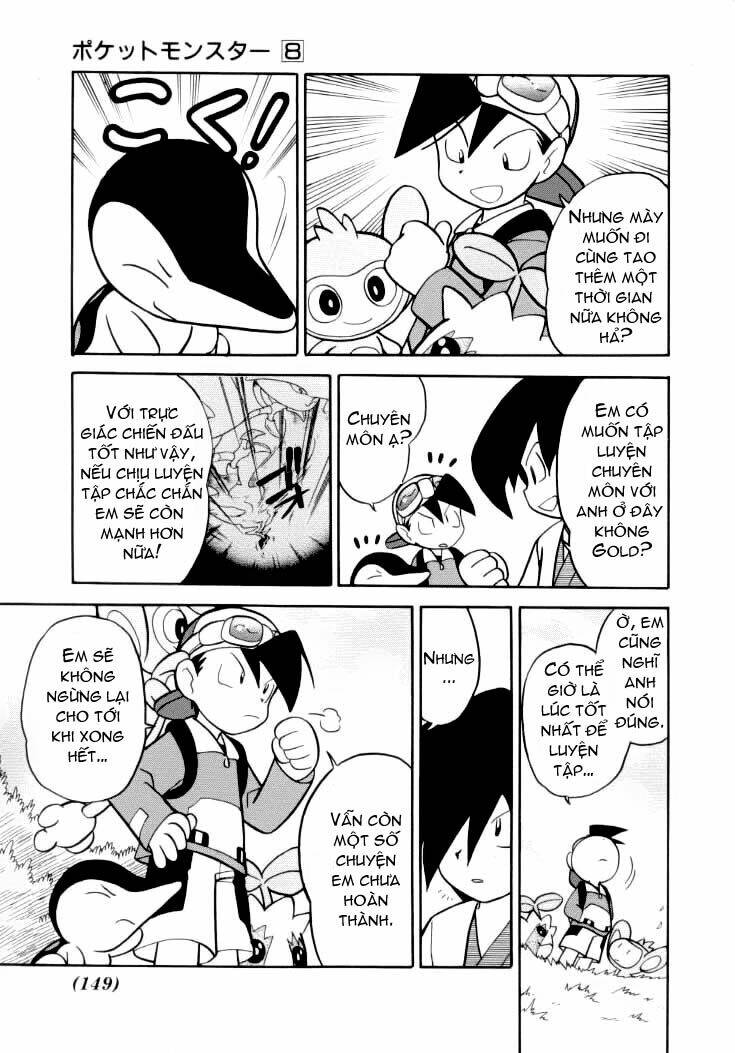 ポケットモンスター 8
NHƯNG MÀY
MUỐN ĐI
CÙNG TAO
THÊM MỘT
THỜI GIAN
NỮA KHÔNG
HẢ?
こく!
EM CÓ
MUỐN TẬP
LUYỆN
CHUYÊN
MÔN VỚI
ANH Ở ĐÂY
KHÔNG
GOLD?
CHUYÊN
MÔN Ạ?
VỚI TRỰC
GIÁC CHIẾN ĐẤU
TỐT NHƯ VẬY,
NẾU CHỊU LUYỆN
TẬP CHẮC CHẮN
EM SẼ CÒN
MẠNH HƠN
NỮA!
Ờ, EM
CŨNG
NGHĨ
ANH
NÓI
ĐÚNG.
CÓ THỂ
GIỜ LÀ
LÚC TỐT
NHẤT ĐỂ
LUYỆN
TẬP...
NHƯNG
...
VẪN CÒN
MỘT SỐ
CHUYỆN
EM CHƯA
HOÀN
THÀNH.
EM SẼ
KHÔNG
NGỪNG LẠI
CHO TỚI
KHI XONG
HẾT...
(149)